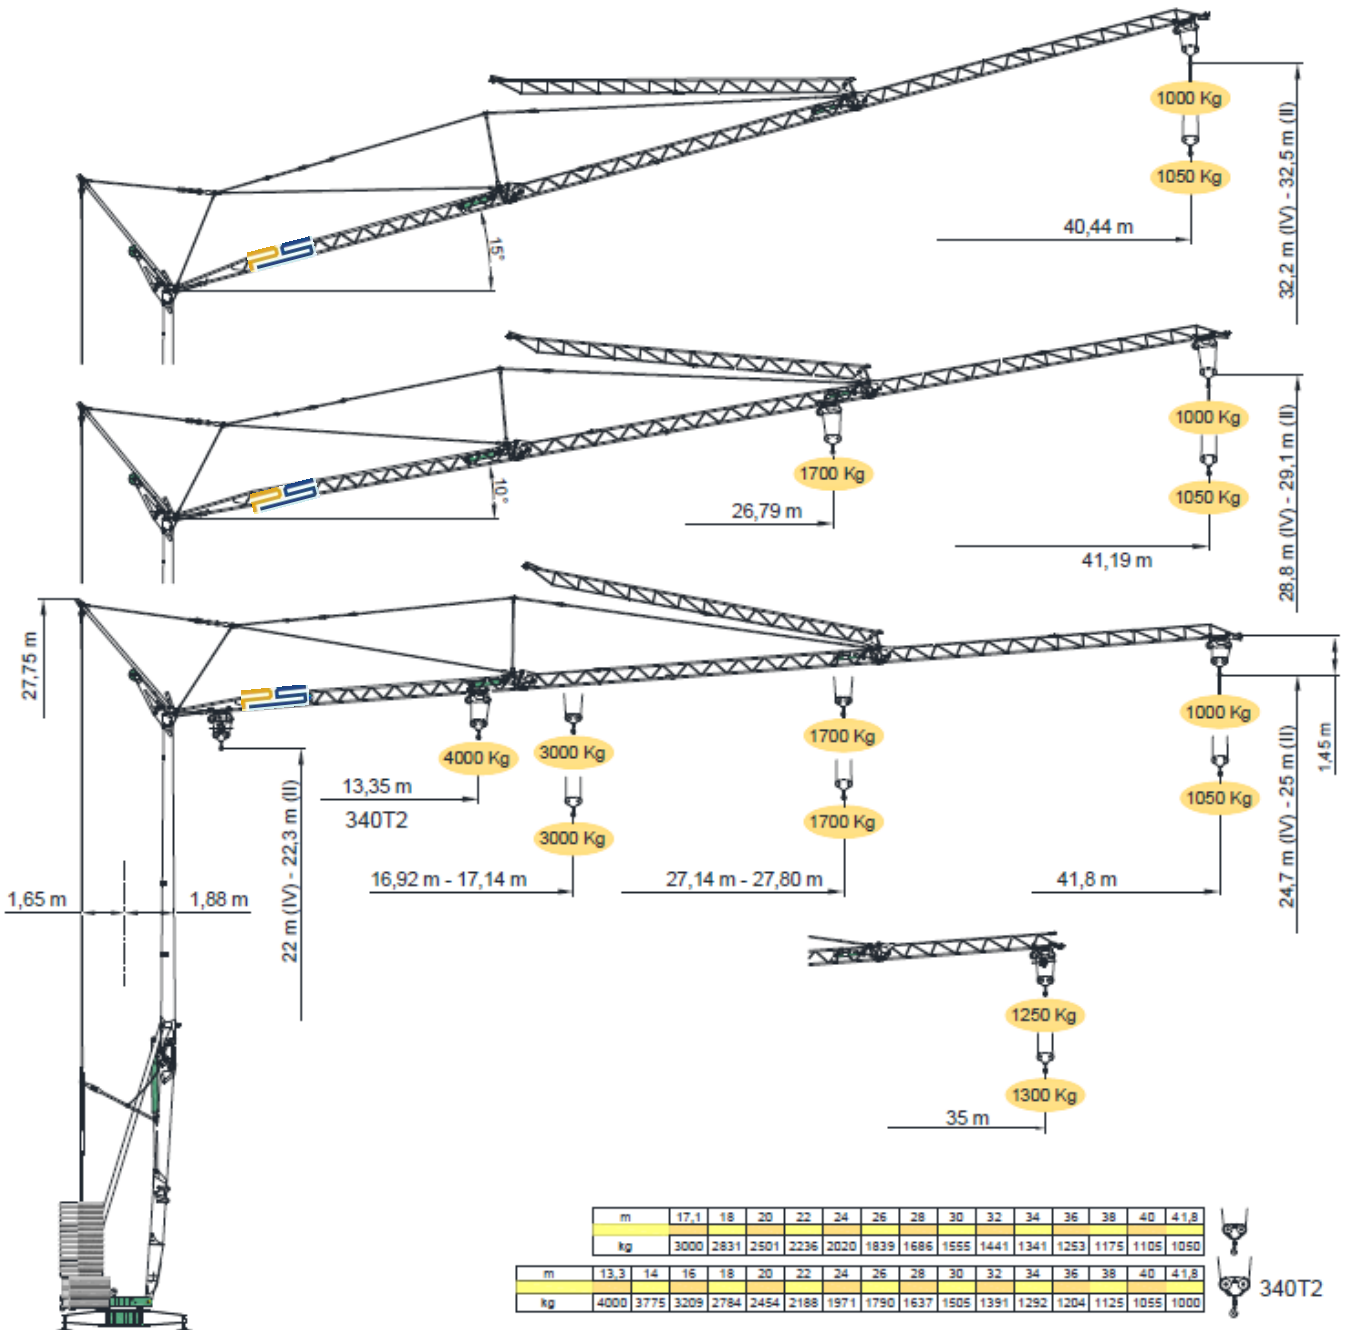 1000 Kg
1050 Kg
40,44 m
32,2 m (IV) - 32,5 m (II)
PS
15°
1000 Kg
1700 Kg
1050 Kg
26,79 m
41,19 m
28,8 m (IV) - 29,1 m (II)
PS
10°
27,75 m
PS
1000 Kg
1700 Kg
3000 Kg
4000 Kg
1,45 m
13,35 m
340T2
1050 Kg
1700 Kg
3000 Kg
24,7 m (IV) - 25 m (II)
22 m (IV) - 22,3 m (II)
16,92 m - 17,14 m
27,14 m - 27,80 m
41,8 m
1,65 m
1,88 m
1250 Kg
1300 Kg
35 m
m 17,1 18 20 22 24 26 28 30 32 34 36 38 40 41,8
kg 3000 2831 2501 2236 2020 1839 1686 1555 1441 1341 1253 1175 1105 1050
m 13,3 14 16 18 20 22 24 26 28 30 32 34 36 38 40 41,8
kg 4000 3775 3209 2784 2454 2188 1971 1790 1637 1505 1391 1292 1204 1125 1055 1000
340T2